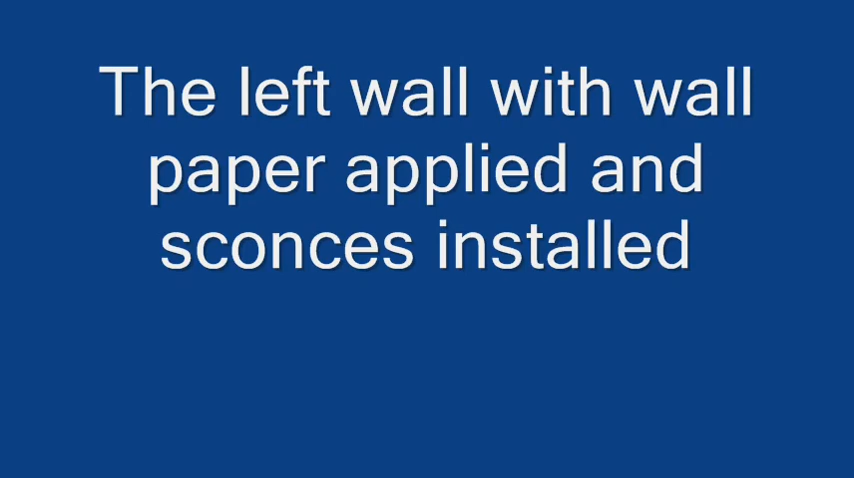 The left wall with wall
paper applied and
sconces installed